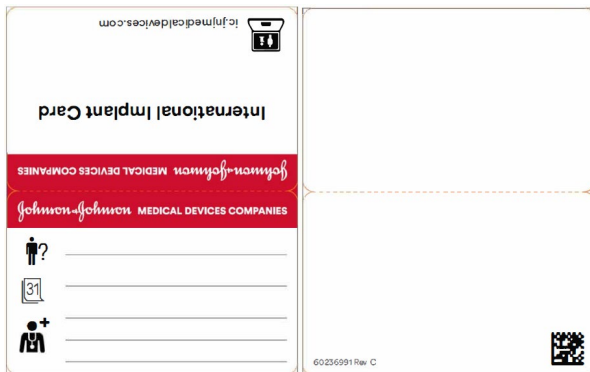 ic.jnjmedicaldevices.com
International Implant Card
Johnson & Johnson MEDICAL DEVICES COMPANIES
Johnson & Johnson MEDICAL DEVICES COMPANIES
?
31
60236991 Rev C